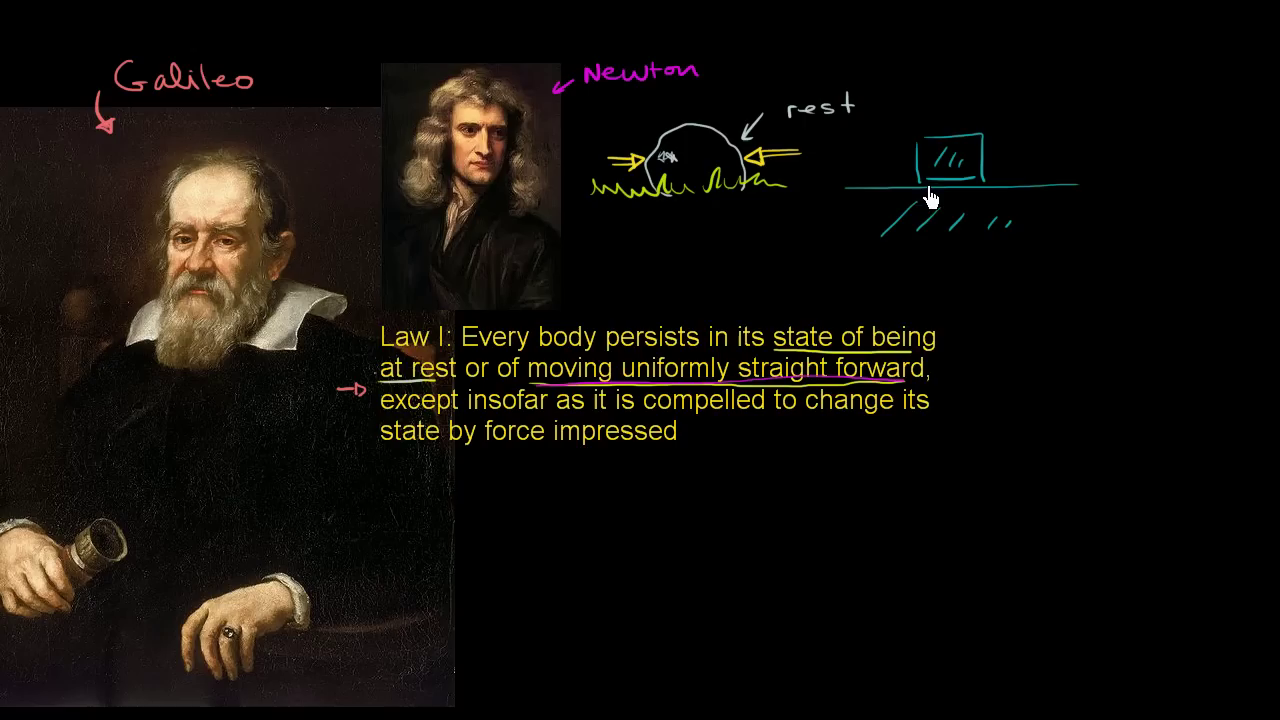 Galileo
Newton
rest
Law I: Every body persists in its state of being
at rest or of moving uniformly straight forward,
except insofar as it is compelled to change its
state by force impressed